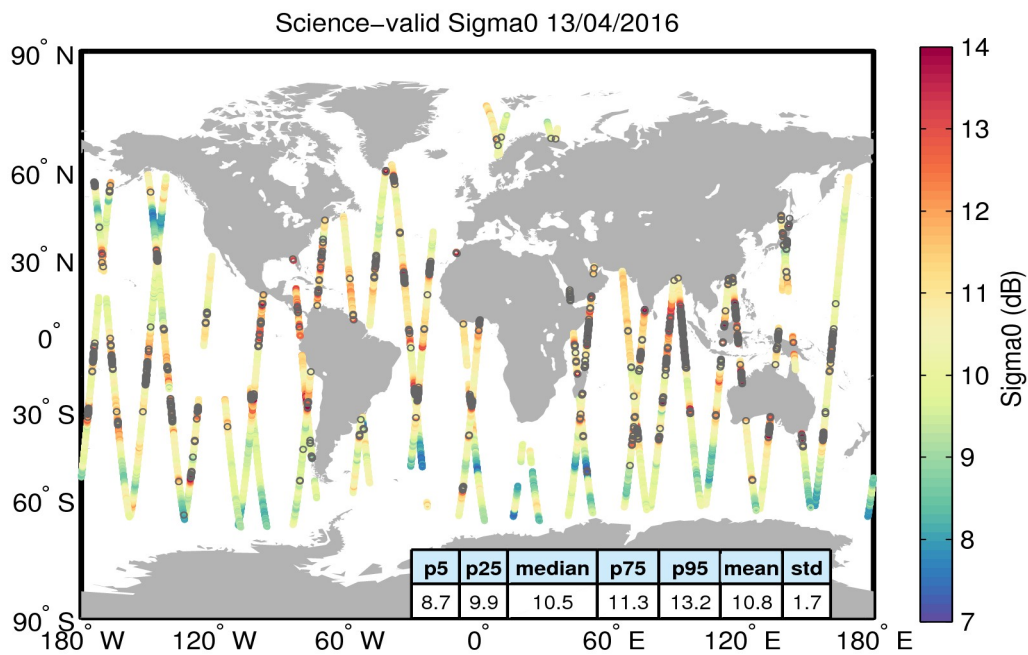 Science−valid Sigma0 13/04/2016
90° N
60° N
30° N
0°
30° S
60° S
90° S
180° W
120° W
60° W
0°
60° E
120° E
180° E
p5 p25 median p75 p95 mean std
8.7 9.9 10.5 11.3 13.2 10.8 1.7
14
13
12
11
10
9
8
7
Sigma0 (dB)